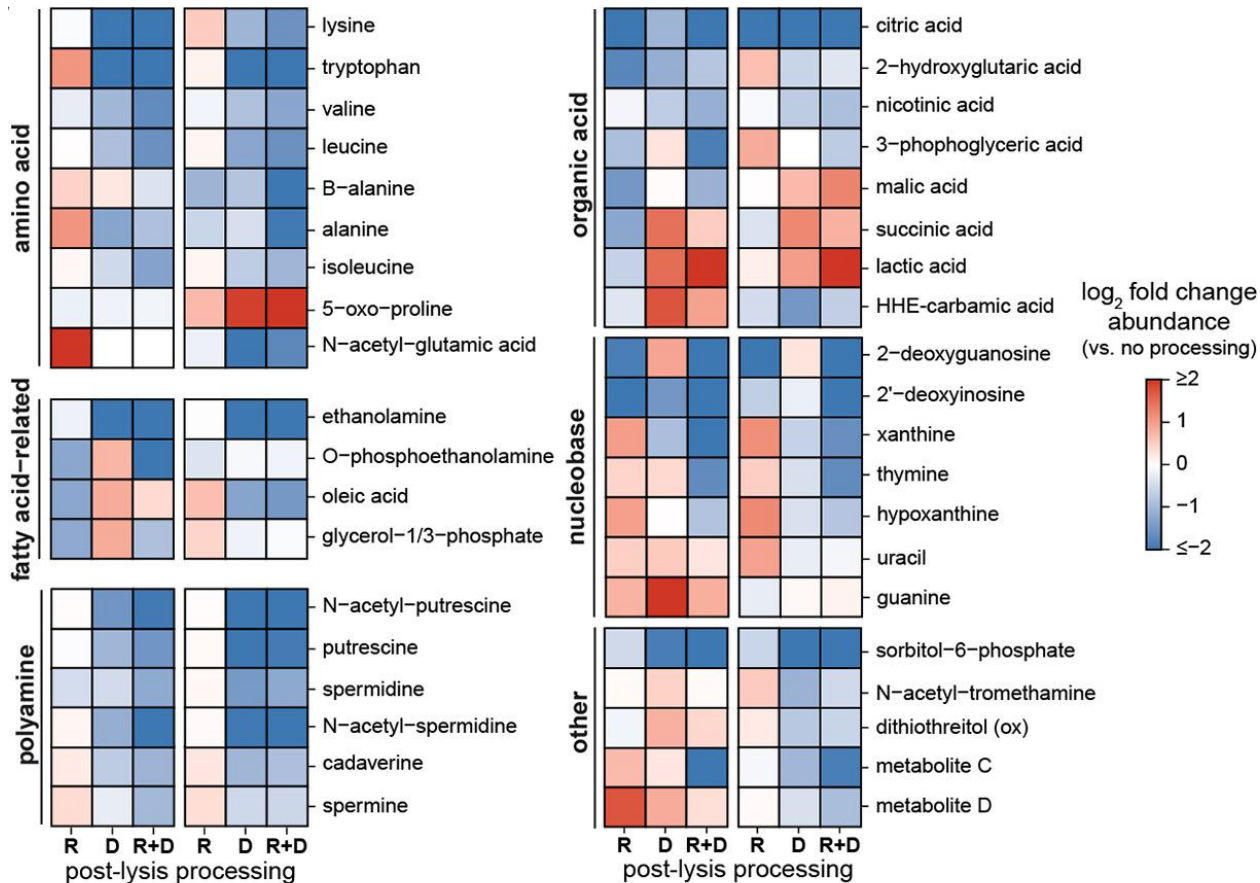 amino acid
lysine
tryptophan
valine
leucine
B-alanine
alanine
isoleucine
5-oxo-proline
N-acetyl-glutamic acid
fatty acid-related
ethanolamine
O-phosphoethanolamine
oleic acid
glycerol-1/3-phosphate
polyamine
N-acetyl-putrescine
putrescine
spermidine
N-acetyl-spermidine
cadaverine
spermine
R D R+D R D R+D
post-lysis processing
organic acid
citric acid
2-hydroxyglutaric acid
nicotinic acid
3-phophoglyceric acid
malic acid
succinic acid
lactic acid
HHE-carbamic acid
nucleobase
2-deoxyguanosine
2'-deoxyinosine
xanthine
thymine
hypoxanthine
uracil
guanine
other
sorbitol-6-phosphate
N-acetyl-tromethamine
dithiothreitol (ox)
metabolite C
metabolite D
R D R+D R D R+D
post-lysis processing
log2 fold change
abundance
(vs. no processing)
≥2
1
0
−1
≤−2